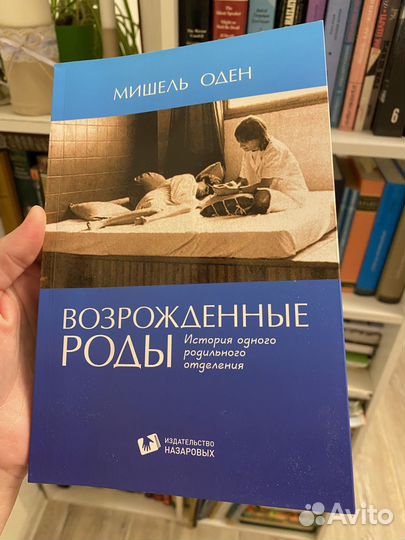 МИШЕЛЬ ОДЕН
ВОЗРОЖДЕННЫЕ
РОДЫ
История одного
родильного
отделения
ИЗДАТЕЛЬСТВО
НАЗАРОВЫХ
Avito